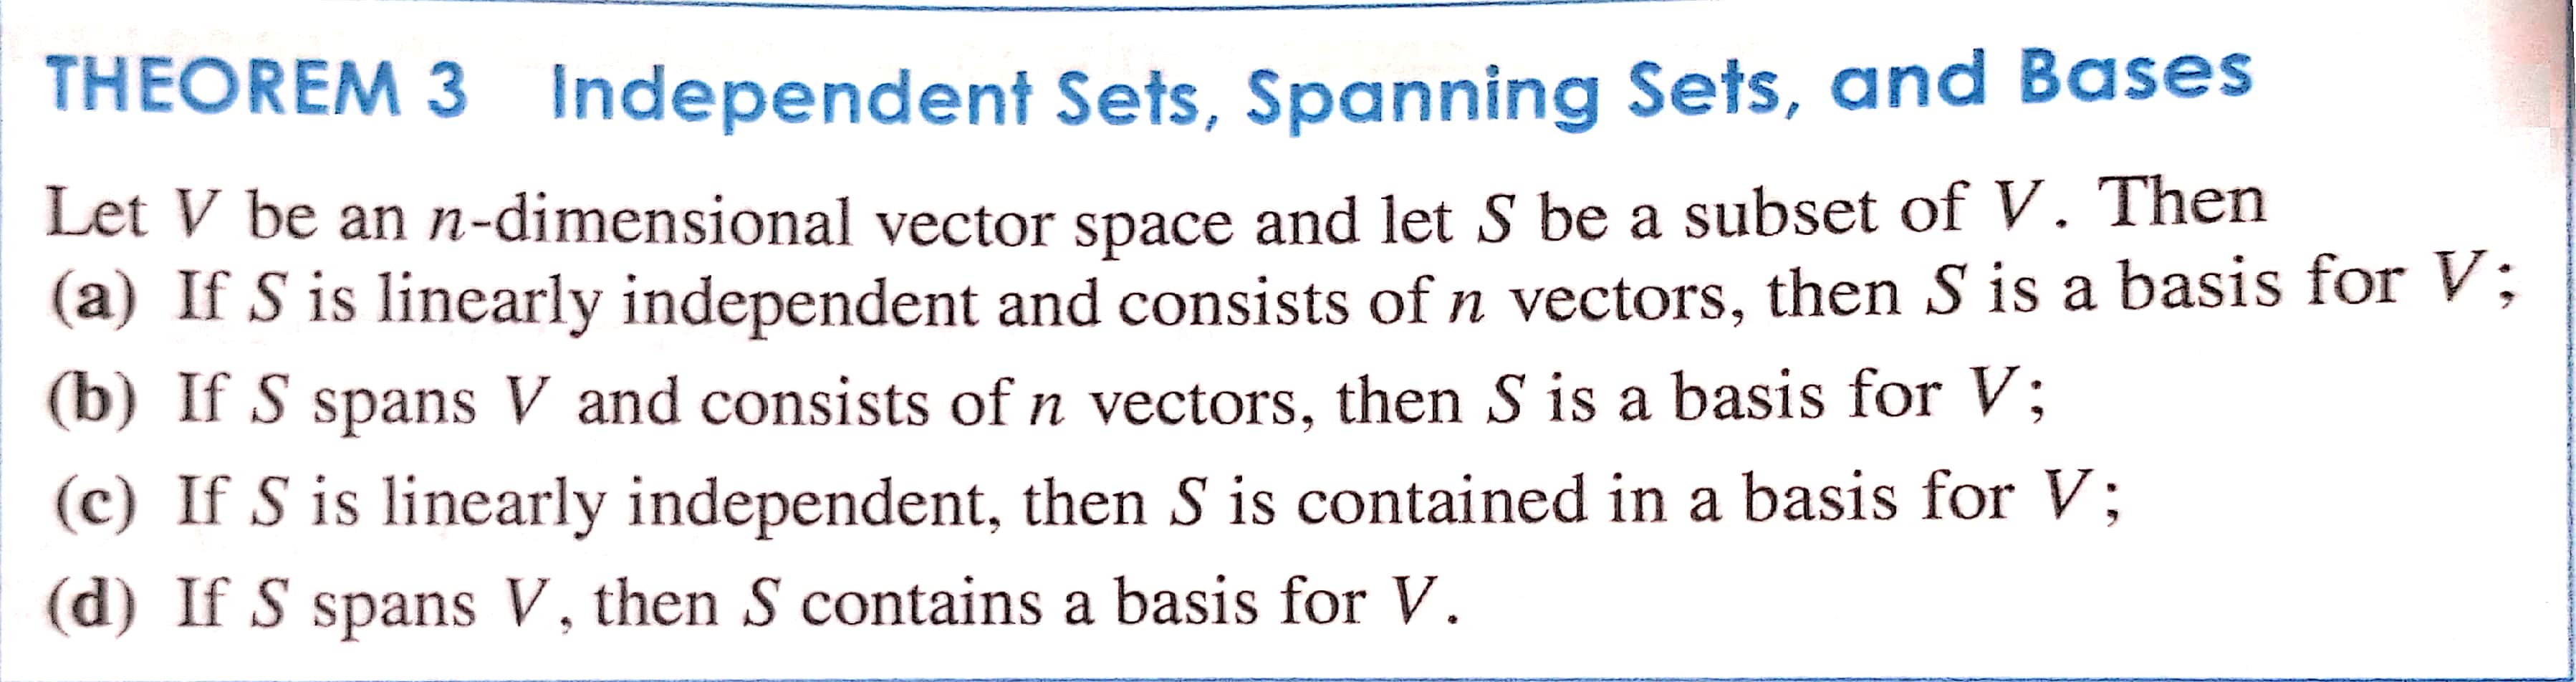 THEOREM 3 Independent Sets, Spanning Sets, and Bases
Let V be an n-dimensional vector space and let S be a subset of V. Then
(a) If S is linearly independent and consists of n vectors, then S is a basis for V;
(b) If S spans V and consists of n vectors, then S is a basis for V;
(c) If S is linearly independent, then S is contained in a basis for V;
(d) If S spans V, then S contains a basis for V.